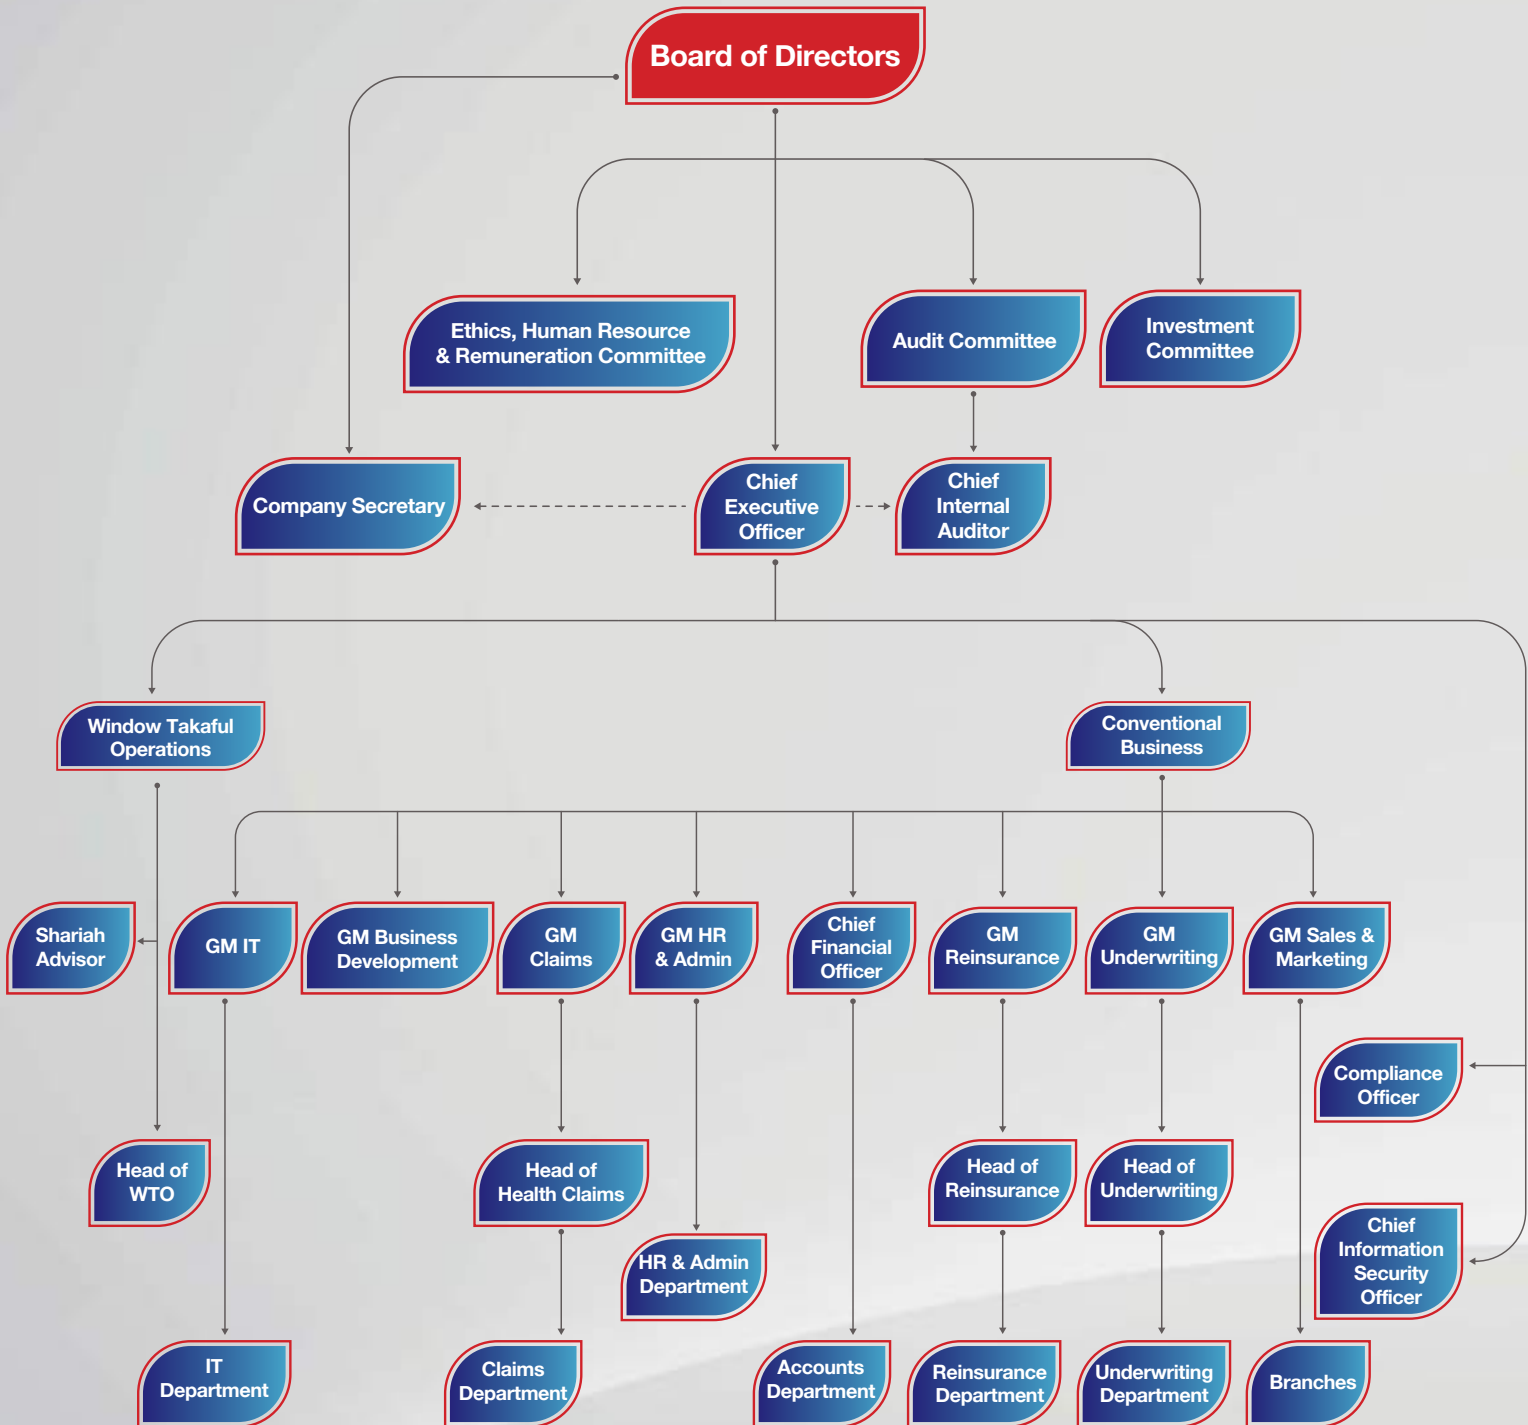 Board of Directors
Ethics, Human Resource
& Remuneration Committee
Audit Committee
Investment
Committee
Company Secretary
Chief
Executive
Officer
Chief
Internal
Auditor
Window Takaful
Operations
Conventional
Business
Shariah
Advisor
GM IT
GM Business
Development
GM
Claims
GM HR
& Admin
Chief
Financial
Officer
GM
Reinsurance
GM
Underwriting
GM Sales &
Marketing
Compliance
Officer
Head of
WTO
Head of
Health Claims
Head of
Reinsurance
Head of
Underwriting
HR & Admin
Department
Chief
Information
Security
Officer
IT
Department
Claims
Department
Accounts
Department
Reinsurance
Department
Underwriting
Department
Branches